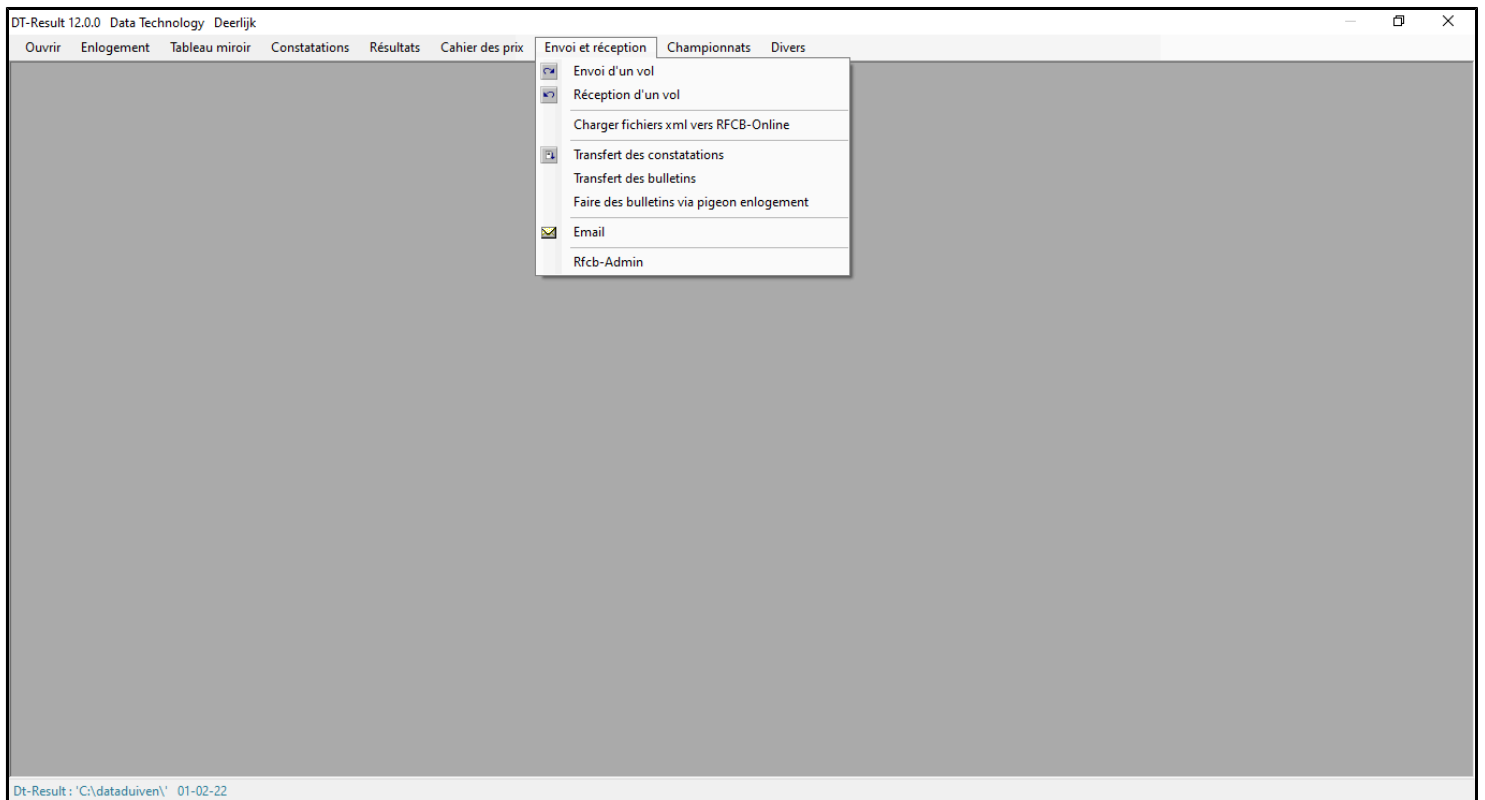 DT-Result 12.0.0 Data Technology Deerlijk
Ouvrir Enlogement Tableau miroir Constatations Résultats Cahier des prix Envoi et réception Championnats Divers
Envoi d'un vol
Réception d'un vol
Charger fichiers xml vers RFCB-Online
Transfert des constatations
Transfert des bulletins
Faire des bulletins via pigeon enlogement
Email
Rfcb-Admin
Dt-Result : 'C:\dataduiven\' 01-02-22